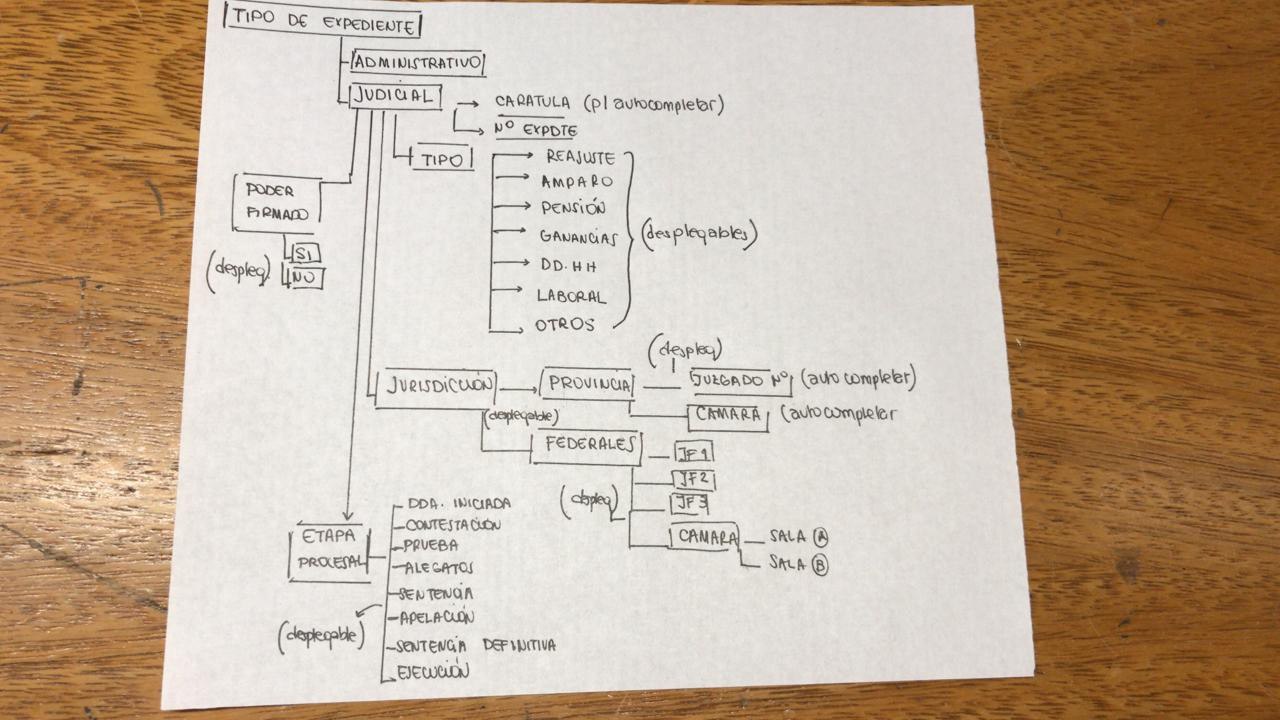 TIPO DE EXPEDIENTE
ADMINISTRATIVO
JUDICIAL
CARATULA (p/ autocompletar)
Nº EXPDTE
TIPO
REAJUSTE
AMPARO
PENSIÓN
GANANCIAS
DD.HH
LABORAL
OTROS
(desplegables)
PODER
FIRMADO
SI
NO
(despleg)
JURISDICCIÓN
(desplegable)
PROVINCIA
(despleg)
JUZGADO Nº (autocompletar)
CAMARA (autocompletar
FEDERALES
(despleg)
JF1
JF2
JF3
CAMARA
SALA A
SALA B
ETAPA
PROCESAL
DDA. INICIADA
CONTESTACIÓN
PRUEBA
ALEGATOS
SENTENCIA
APELACIÓN
SENTENCIA DEFINITIVA
EJECUCIÓN
(desplegable)